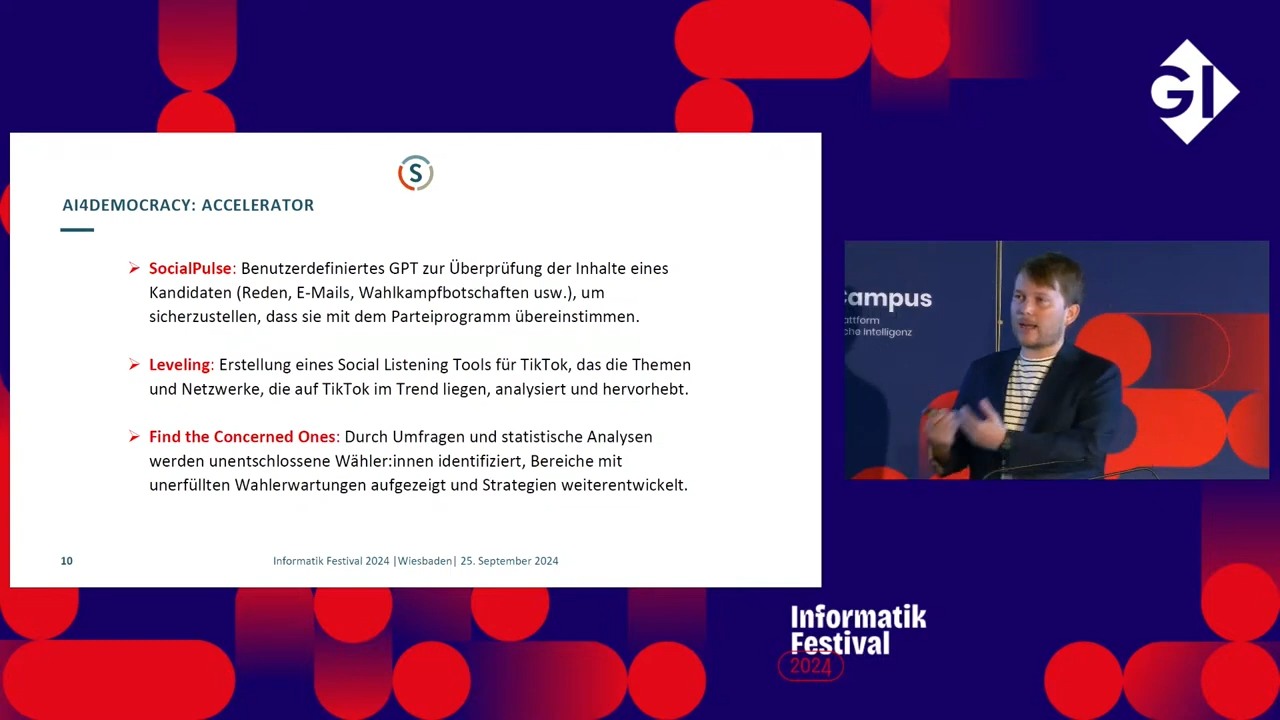 GI
S
AI4DEMOCRACY: ACCELERATOR
➢ SocialPulse: Benutzerdefiniertes GPT zur Überprüfung der Inhalte eines
Kandidaten (Reden, E-Mails, Wahlkampfbotschaften usw.), um
sicherzustellen, dass sie mit dem Parteiprogramm übereinstimmen.
➢ Leveling: Erstellung eines Social Listening Tools für TikTok, das die Themen
und Netzwerke, die auf TikTok im Trend liegen, analysiert und hervorhebt.
➢ Find the Concerned Ones: Durch Umfragen und statistische Analysen
werden unentschlossene Wähler:innen identifiziert, Bereiche mit
unerfüllten Wahlerwartungen aufgezeigt und Strategien weiterentwickelt.
10
Informatik Festival 2024 |Wiesbaden| 25. September 2024
ampus
attform
che Intelligenz
Informatik
Festival
2024